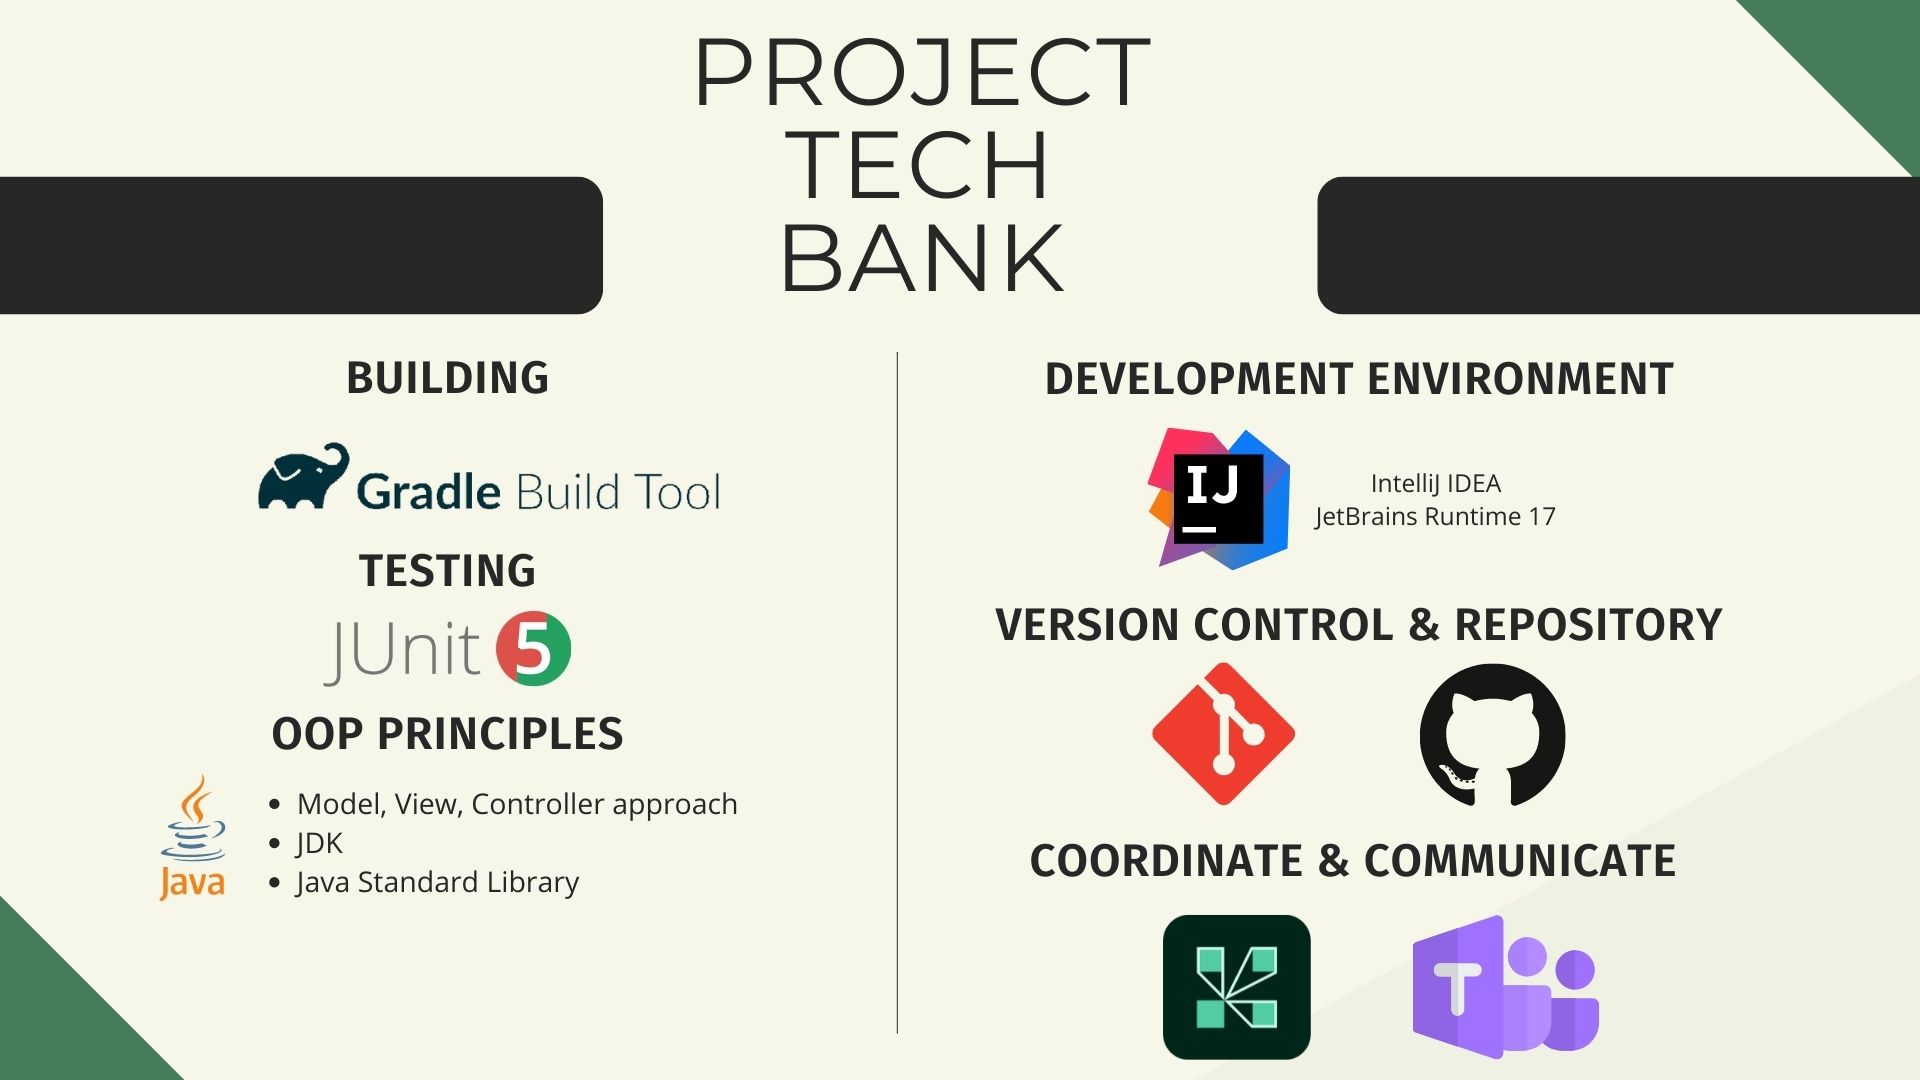 PROJECT
TECH
BANK
BUILDING
Gradle Build Tool
TESTING
JUnit 5
OOP PRINCIPLES
Java
• Model, View, Controller approach
• JDK
• Java Standard Library
DEVELOPMENT ENVIRONMENT
IJ
IntelliJ IDEA
JetBrains Runtime 17
VERSION CONTROL & REPOSITORY
COORDINATE & COMMUNICATE
T